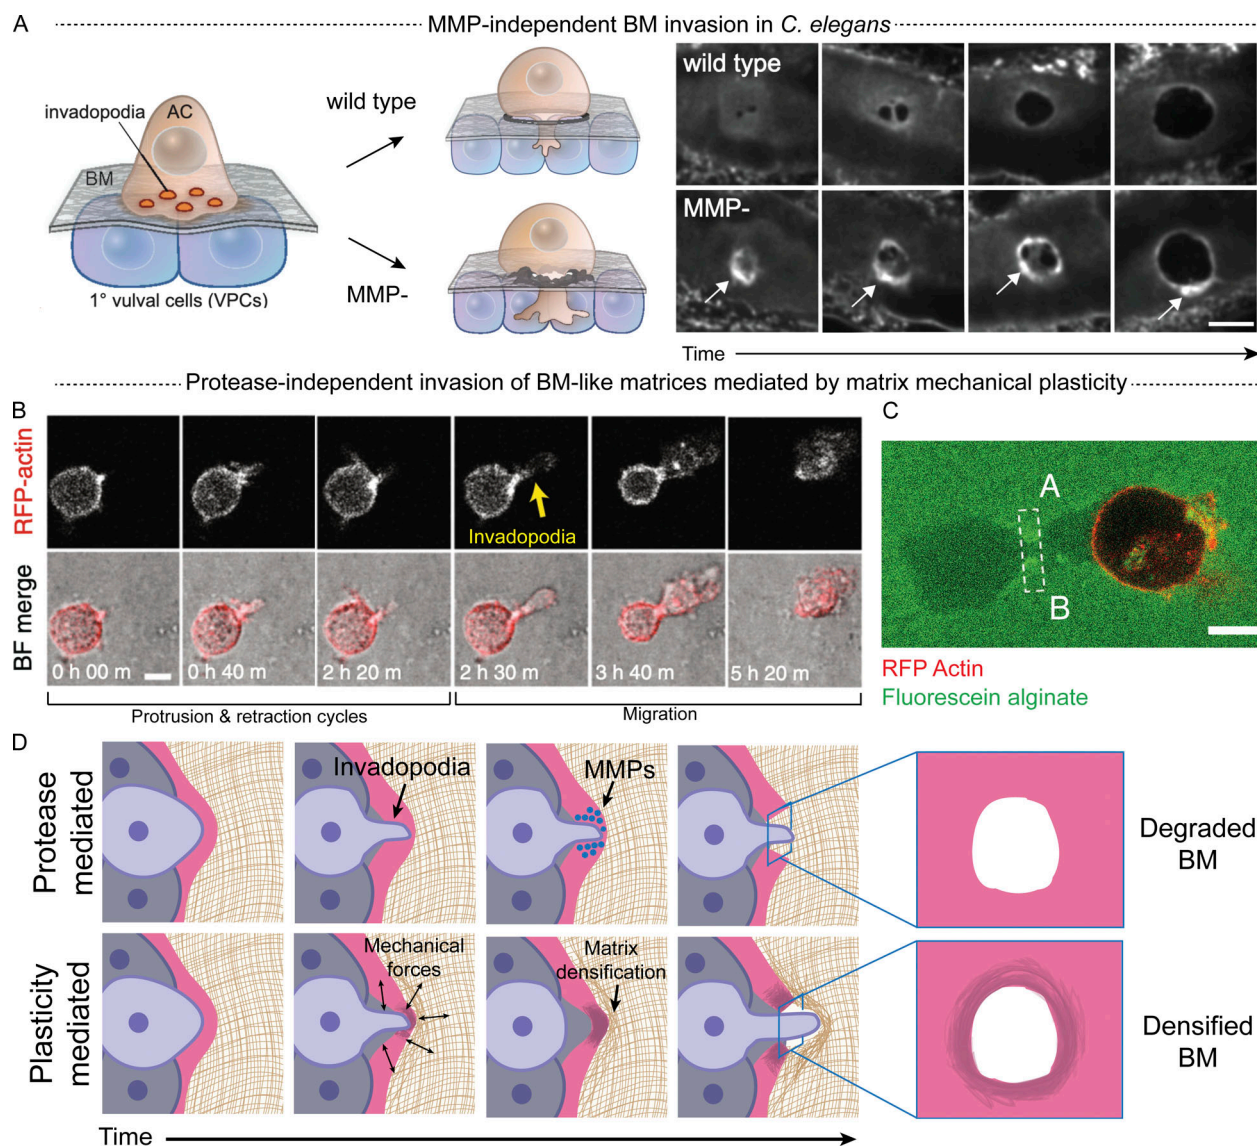 A
MMP-independent BM invasion in C. elegans
invadopodia
AC
BM
1° vulval cells (VPCs)
wild type
MMP-
wild type
MMP-
Time
Protease-independent invasion of BM-like matrices mediated by matrix mechanical plasticity
B
RFP-actin
Invadopodia
BF merge
0 h 00 m
0 h 40 m
2 h 20 m
2 h 30 m
3 h 40 m
5 h 20 m
Protrusion & retraction cycles
Migration
C
A
B
RFP Actin
Fluorescein alginate
D
Protease
mediated
Invadopodia
MMPs
Degraded
BM
Plasticity
mediated
Mechanical
forces
Matrix
densification
Densified
BM
Time